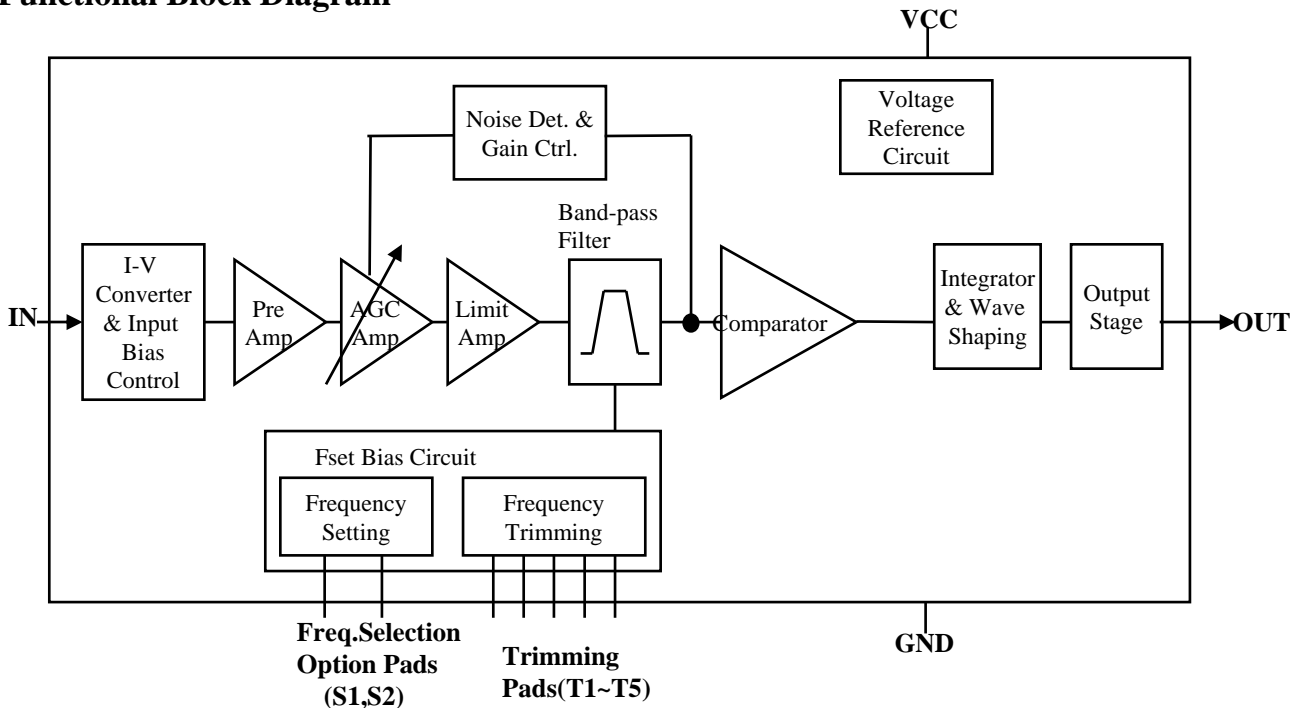 Functional Block Diagram
VCC
Voltage
Reference
Circuit
Noise Det. &
Gain Ctrl.
Band-pass
Filter
I-V
Converter
& Input
Bias
Control
Pre
Amp
AGC
Amp
Limit
Amp
Comparator
Integrator
& Wave
Shaping
Output
Stage
IN
OUT
Fset Bias Circuit
Frequency
Setting
Frequency
Trimming
Freq.Selection
Option Pads
(S1,S2)
Trimming
Pads(T1~T5)
GND